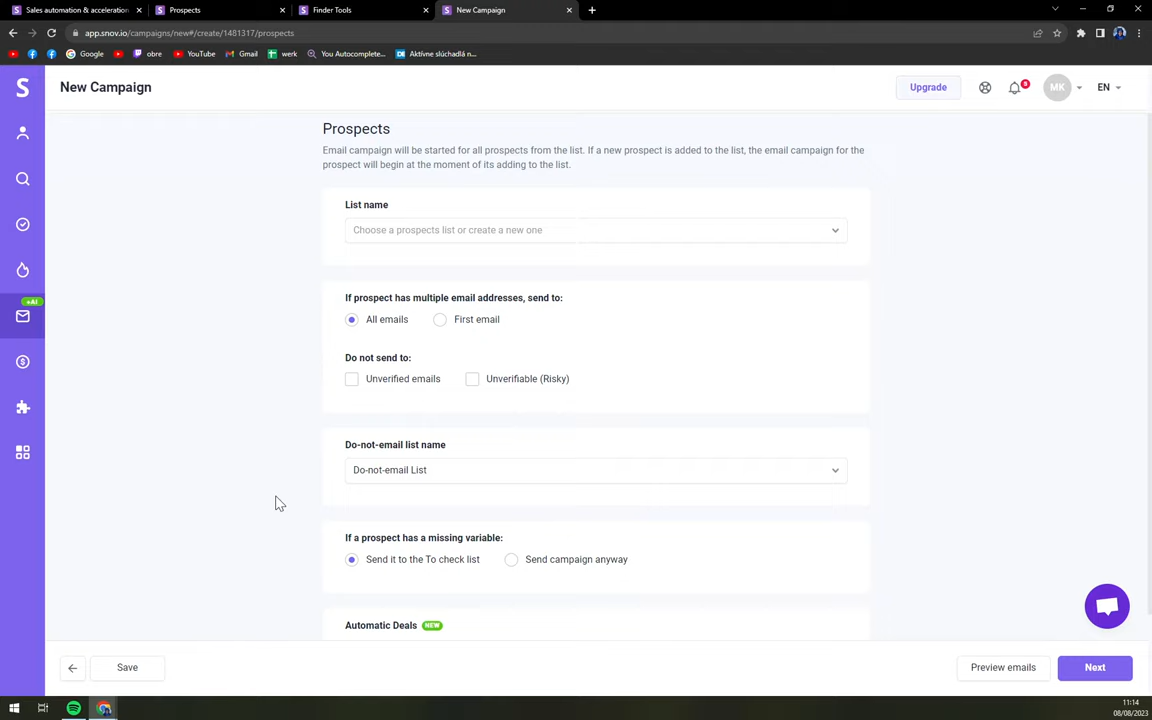 Sales automation & acceleration
Prospects
Finder Tools
New Campaign
app.snov.io/campaigns/new#/create/1481317/prospects
Google
obre
YouTube
Gmail
werk
You Autocomplete...
Aktívne slúchadlá n...
S
New Campaign
Upgrade
8
MK
EN
+AI
Prospects
Email campaign will be started for all prospects from the list. If a new prospect is added to the list, the email campaign for the
prospect will begin at the moment of its adding to the list.
List name
Choose a prospects list or create a new one
If prospect has multiple email addresses, send to:
All emails
First email
Do not send to:
Unverified emails
Unverifiable (Risky)
Do-not-email list name
Do-not-email List
If a prospect has a missing variable:
Send it to the To check list
Send campaign anyway
Automatic Deals NEW
Save
Preview emails
Next
11:14
08/08/2023